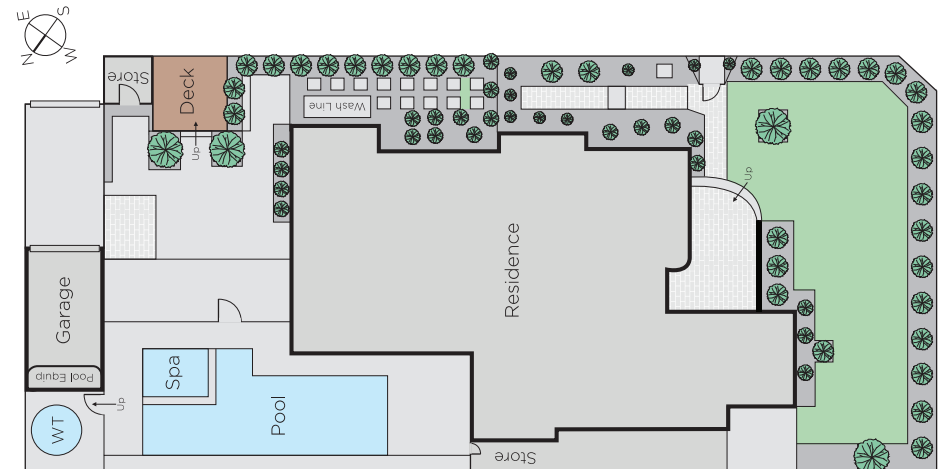 E
S
N
W
Store
Deck
Up
Wash Line
Up
Residence
Garage
Pool Equip
Spa
Pool
Up
WT
Store